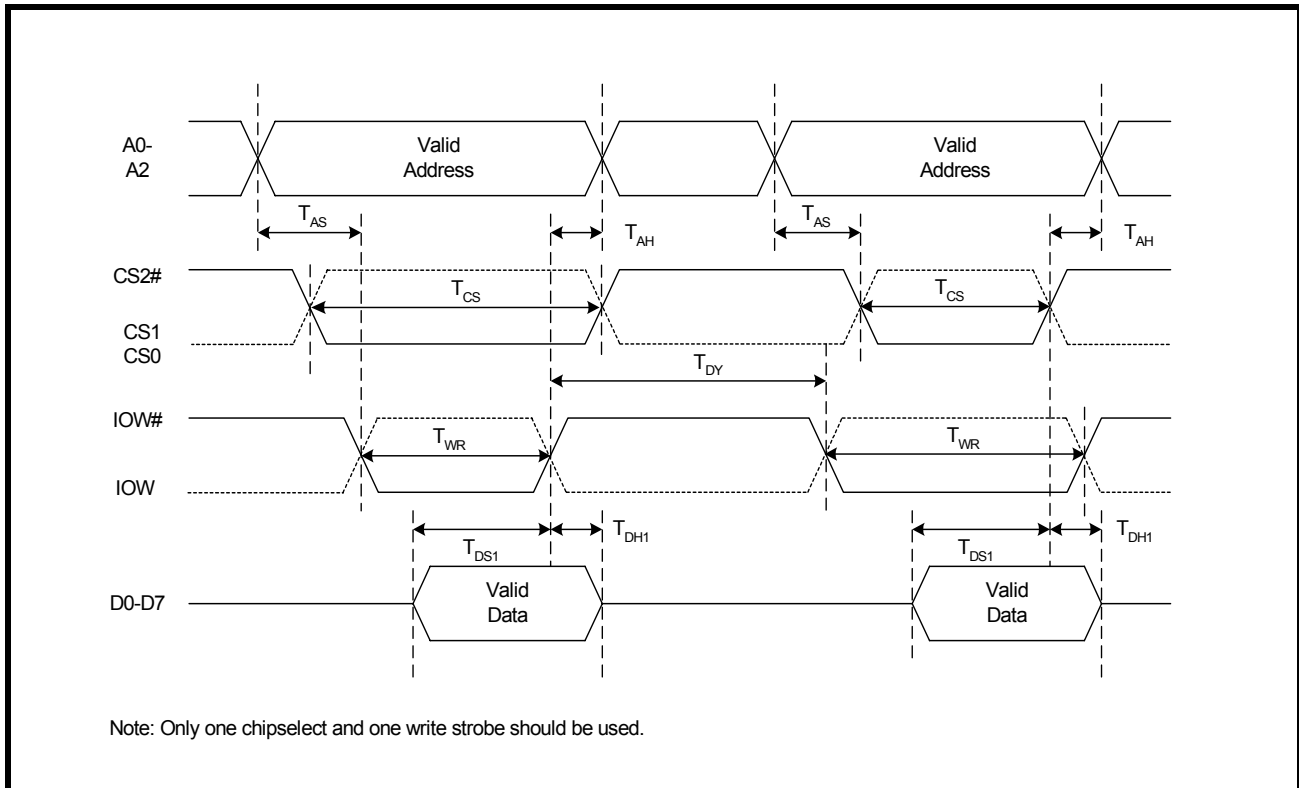 A0-
A2
Valid
Address
Valid
Address
TAS
TAH
TAS
TAH
CS2#
TCS
TCS
CS1
CS0
TDY
IOW#
TWR
TWR
IOW
TDS1
TDH1
TDS1
TDH1
D0-D7
Valid
Data
Valid
Data
Note: Only one chipselect and one write strobe should be used.